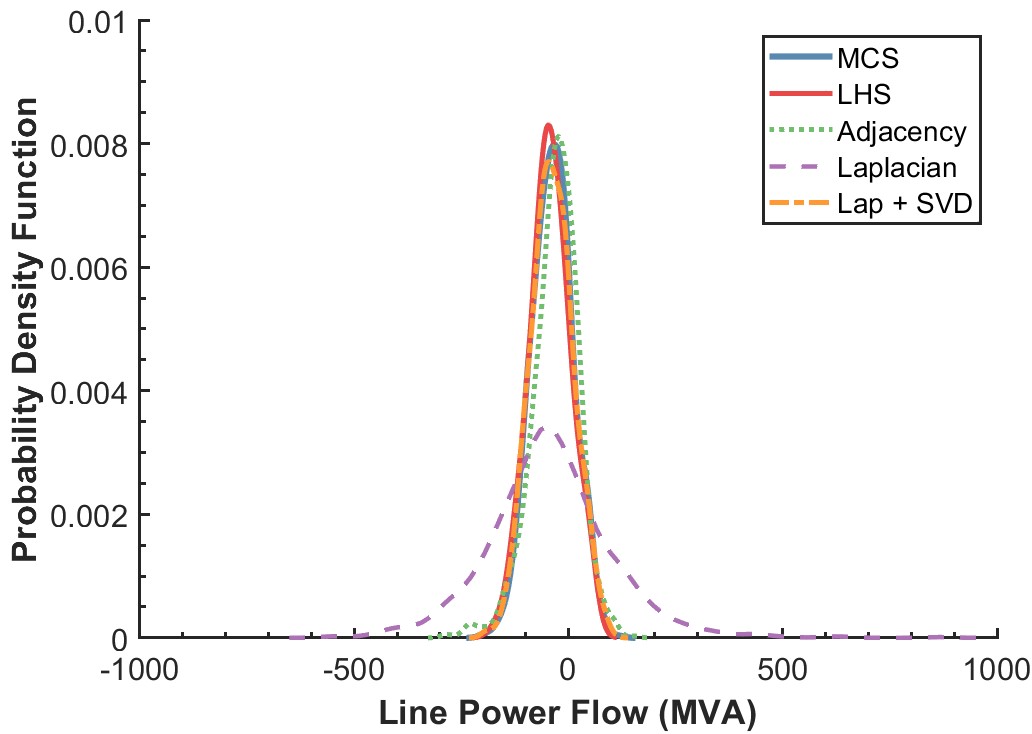 0.01
0.008
0.006
0.004
0.002
0
Probability Density Function
MCS
LHS
Adjacency
Laplacian
Lap + SVD
-1000 -500 0 500 1000
Line Power Flow (MVA)